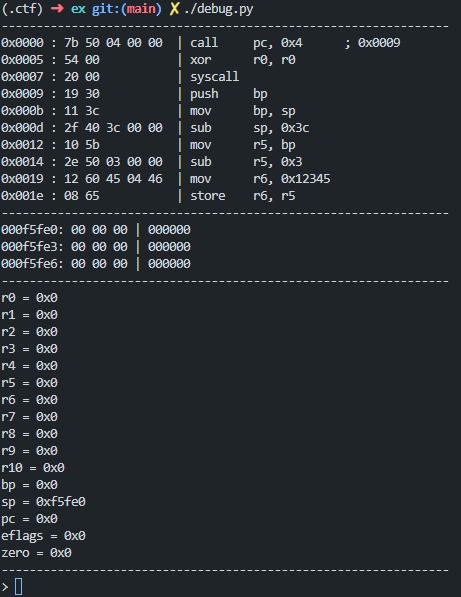 (.ctf) ➜ ex git:(main) ✗ ./debug.py
----------------------------------------------------------------
0x0000 : 7b 50 04 00 00 | call pc, 0x4 ; 0x0009
0x0005 : 54 00 | xor r0, r0
0x0007 : 20 00 | syscall
0x0009 : 19 30 | push bp
0x000b : 11 3c | mov bp, sp
0x000d : 2f 40 3c 00 00 | sub sp, 0x3c
0x0012 : 10 5b | mov r5, bp
0x0014 : 2e 50 03 00 00 | sub r5, 0x3
0x0019 : 12 60 45 04 46 | mov r6, 0x12345
0x001e : 08 65 | store r6, r5
----------------------------------------------------------------
000f5fe0: 00 00 00 | 000000
000f5fe3: 00 00 00 | 000000
000f5fe6: 00 00 00 | 000000
----------------------------------------------------------------
r0 = 0x0
r1 = 0x0
r2 = 0x0
r3 = 0x0
r4 = 0x0
r5 = 0x0
r6 = 0x0
r7 = 0x0
r8 = 0x0
r9 = 0x0
r10 = 0x0
bp = 0x0
sp = 0xf5fe0
pc = 0x0
eflags = 0x0
zero = 0x0
----------------------------------------------------------------
>